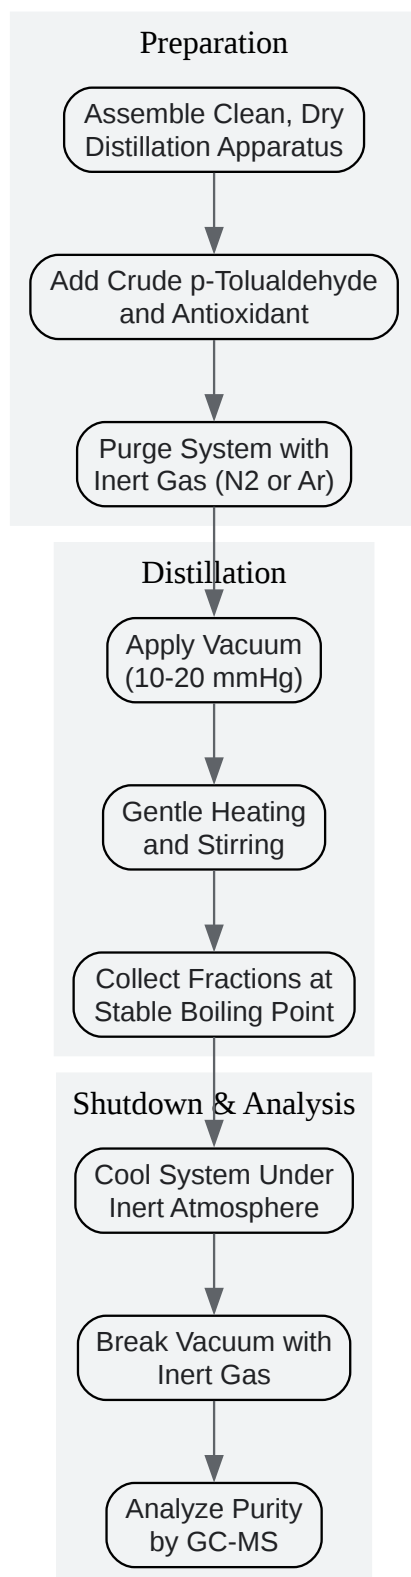 Preparation
Assemble Clean, Dry
Distillation Apparatus
Add Crude p-Tolualdehyde
and Antioxidant
Purge System with
Inert Gas (N2 or Ar)
Distillation
Apply Vacuum
(10-20 mmHg)
Gentle Heating
and Stirring
Collect Fractions at
Stable Boiling Point
Shutdown & Analysis
Cool System Under
Inert Atmosphere
Break Vacuum with
Inert Gas
Analyze Purity
by GC-MS